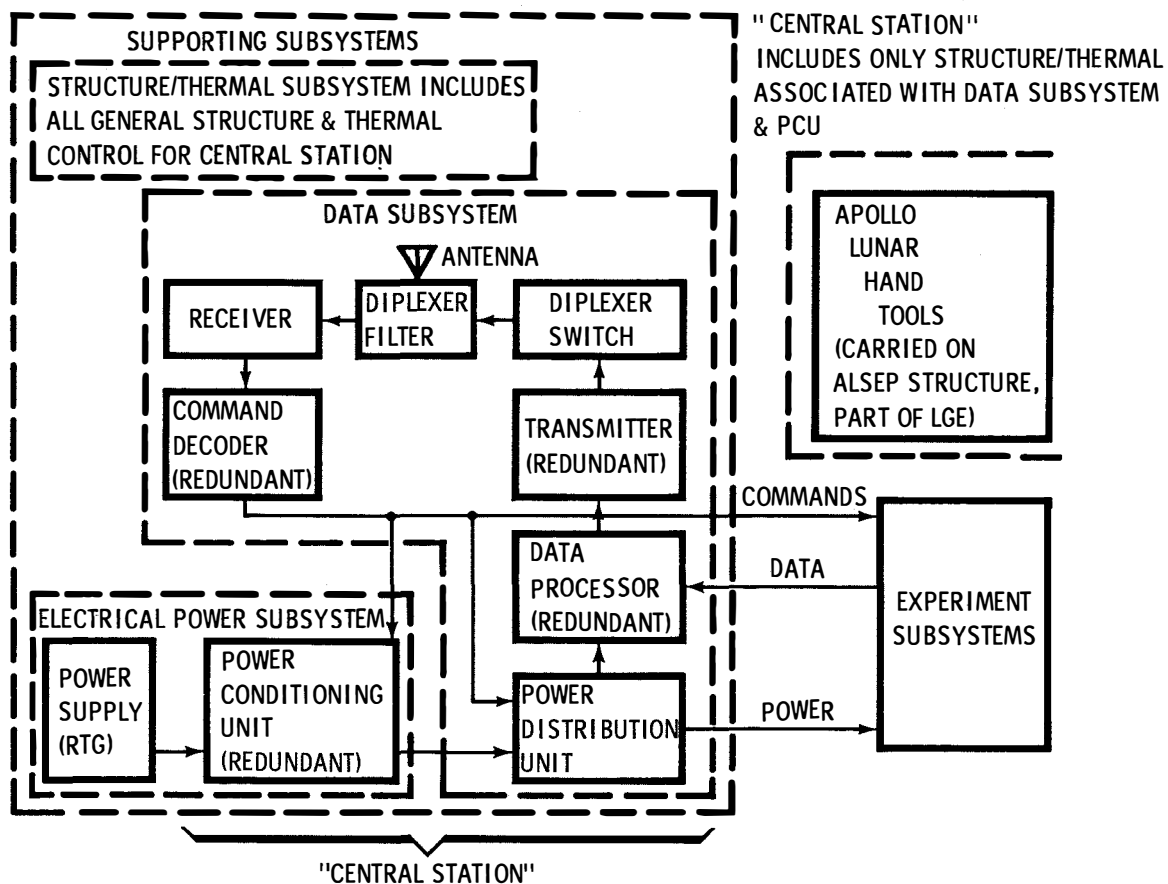 SUPPORTING SUBSYSTEMS
STRUCTURE/THERMAL SUBSYSTEM INCLUDES
ALL GENERAL STRUCTURE & THERMAL
CONTROL FOR CENTRAL STATION
"CENTRAL STATION"
INCLUDES ONLY STRUCTURE/THERMAL
ASSOCIATED WITH DATA SUBSYSTEM
& PCU
DATA SUBSYSTEM
ANTENNA
RECEIVER
DIPLEXER
FILTER
DIPLEXER
SWITCH
APOLLO
LUNAR
HAND
TOOLS
(CARRIED ON
ALSEP STRUCTURE,
PART OF LGE)
COMMAND
DECODER
(REDUNDANT)
TRANSMITTER
(REDUNDANT)
COMMANDS
DATA
PROCESSOR
(REDUNDANT)
DATA
EXPERIMENT
SUBSYSTEMS
ELECTRICAL POWER SUBSYSTEM
POWER
SUPPLY
(RTG)
POWER
CONDITIONING
UNIT
(REDUNDANT)
POWER
DISTRIBUTION
UNIT
POWER
"CENTRAL STATION"